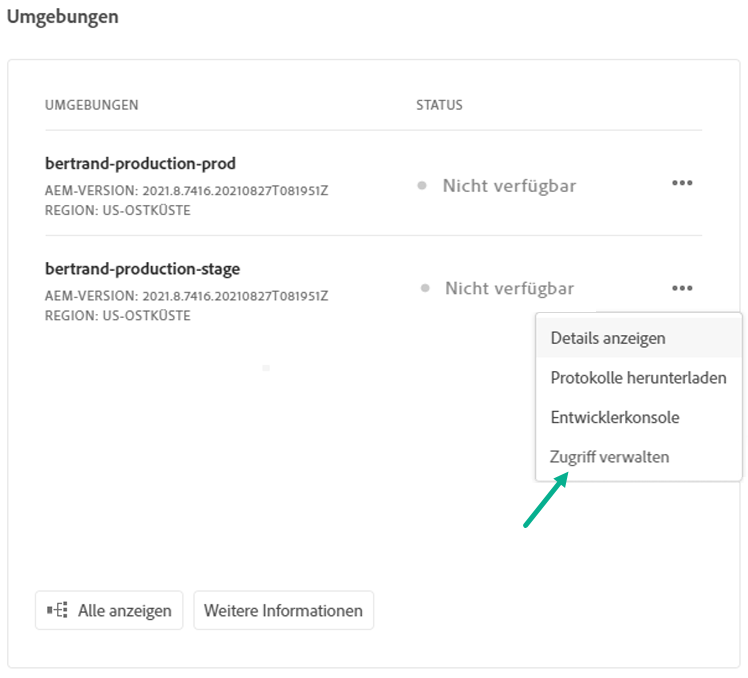 Umgebungen
UMGEBUNGEN STATUS
bertrand-production-prod
AEM-VERSION: 2021.8.7416.20210827T081951Z
Nicht verfügbar
REGION: US-OSTKÜSTE
bertrand-production-stage
AEM-VERSION: 2021.8.7416.20210827T081951Z
Nicht verfügbar
REGION: US-OSTKÜSTE
Details anzeigen
Protokolle herunterladen
Entwicklerkonsole
Zugriff verwalten
Alle anzeigen Weitere Informationen